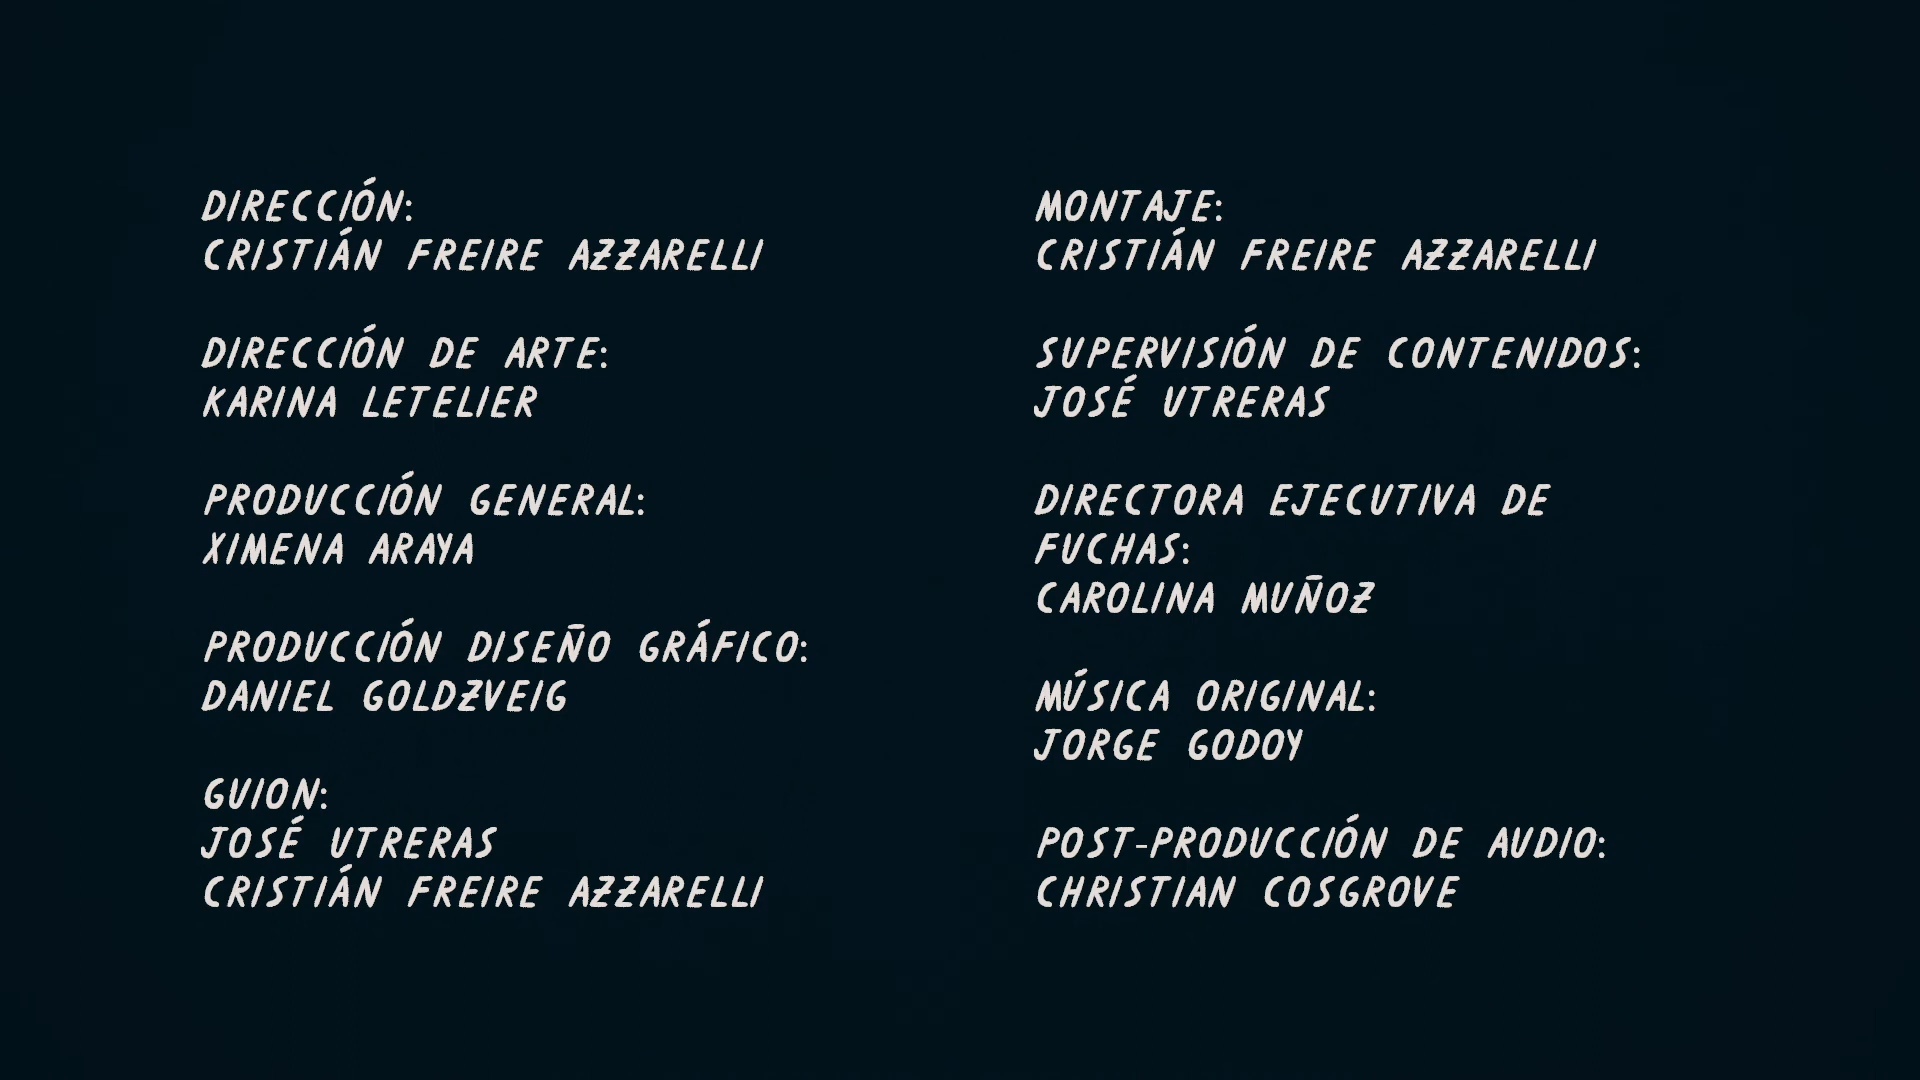 DIRECCIÓN:
CRISTIÁN FREIRE AZZARELLI
DIRECCIÓN DE ARTE:
KARINA LETELIER
PRODUCCIÓN GENERAL:
XIMENA ARAYA
PRODUCCIÓN DISEÑO GRÁFICO:
DANIEL GOLDZVEIG
GUION:
JOSÉ UTRERAS
CRISTIÁN FREIRE AZZARELLI
MONTAJE:
CRISTIÁN FREIRE AZZARELLI
SUPERVISIÓN DE CONTENIDOS:
JOSÉ UTRERAS
DIRECTORA EJECUTIVA DE
FUCHAS:
CAROLINA MUÑOZ
MÚSICA ORIGINAL:
JORGE GODOY
POST-PRODUCCIÓN DE AUDIO:
CHRISTIAN COSGROVE